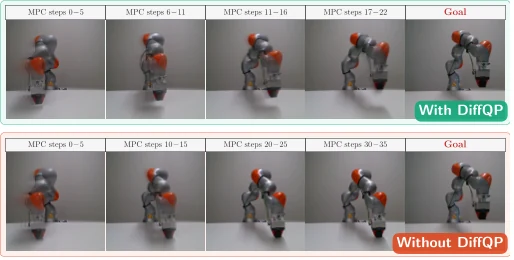 MPC steps 0−5 MPC steps 6−11 MPC steps 11−16 MPC steps 17−22 Goal
With DiffQP
MPC steps 0−5 MPC steps 10−15 MPC steps 20−25 MPC steps 30−35 Goal
Without DiffQP